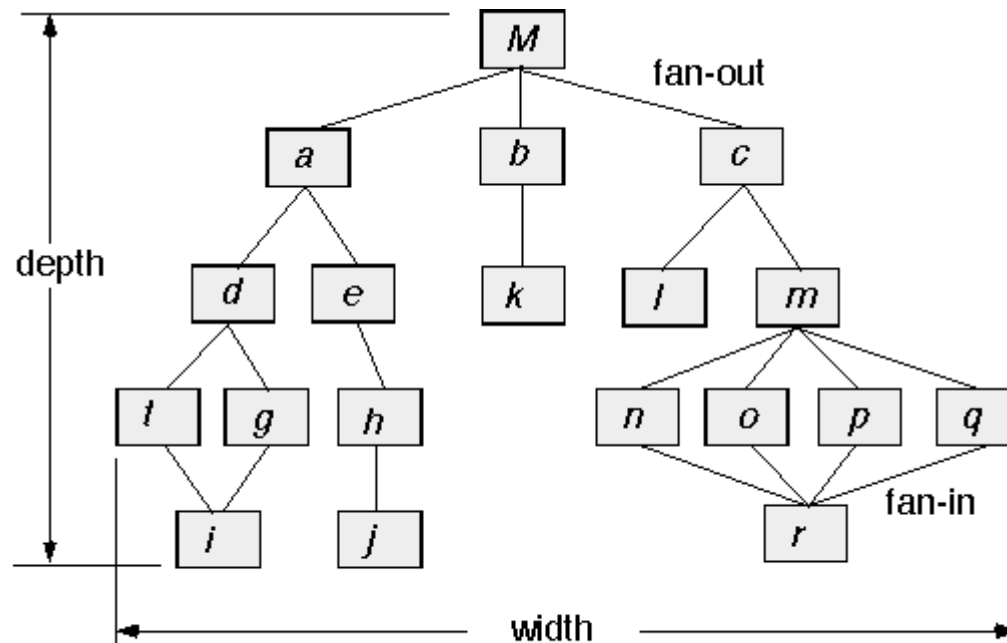 M
fan-out
a b c
depth
d e k l m
t g h n o p q
fan-in
i j r
width